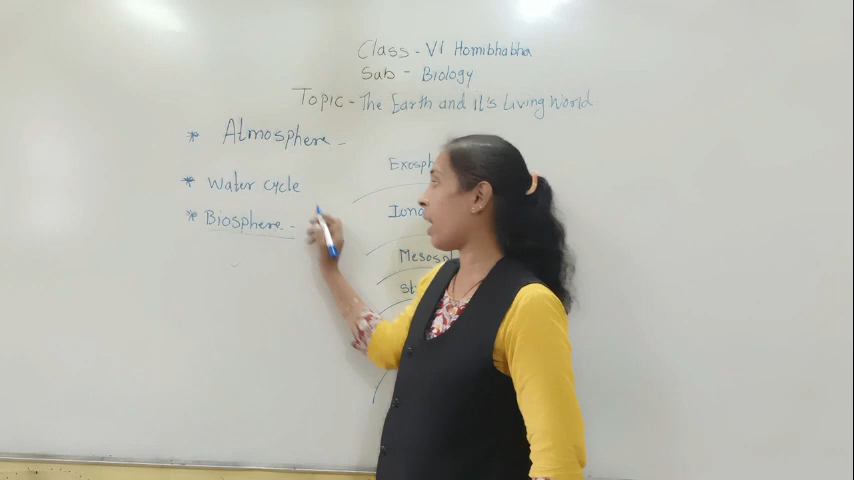 Class - VI Homibhabha
Sub - Biology
Topic - The Earth and It's Living World
* Atmosphere -
* Water cycle
* Biosphere -